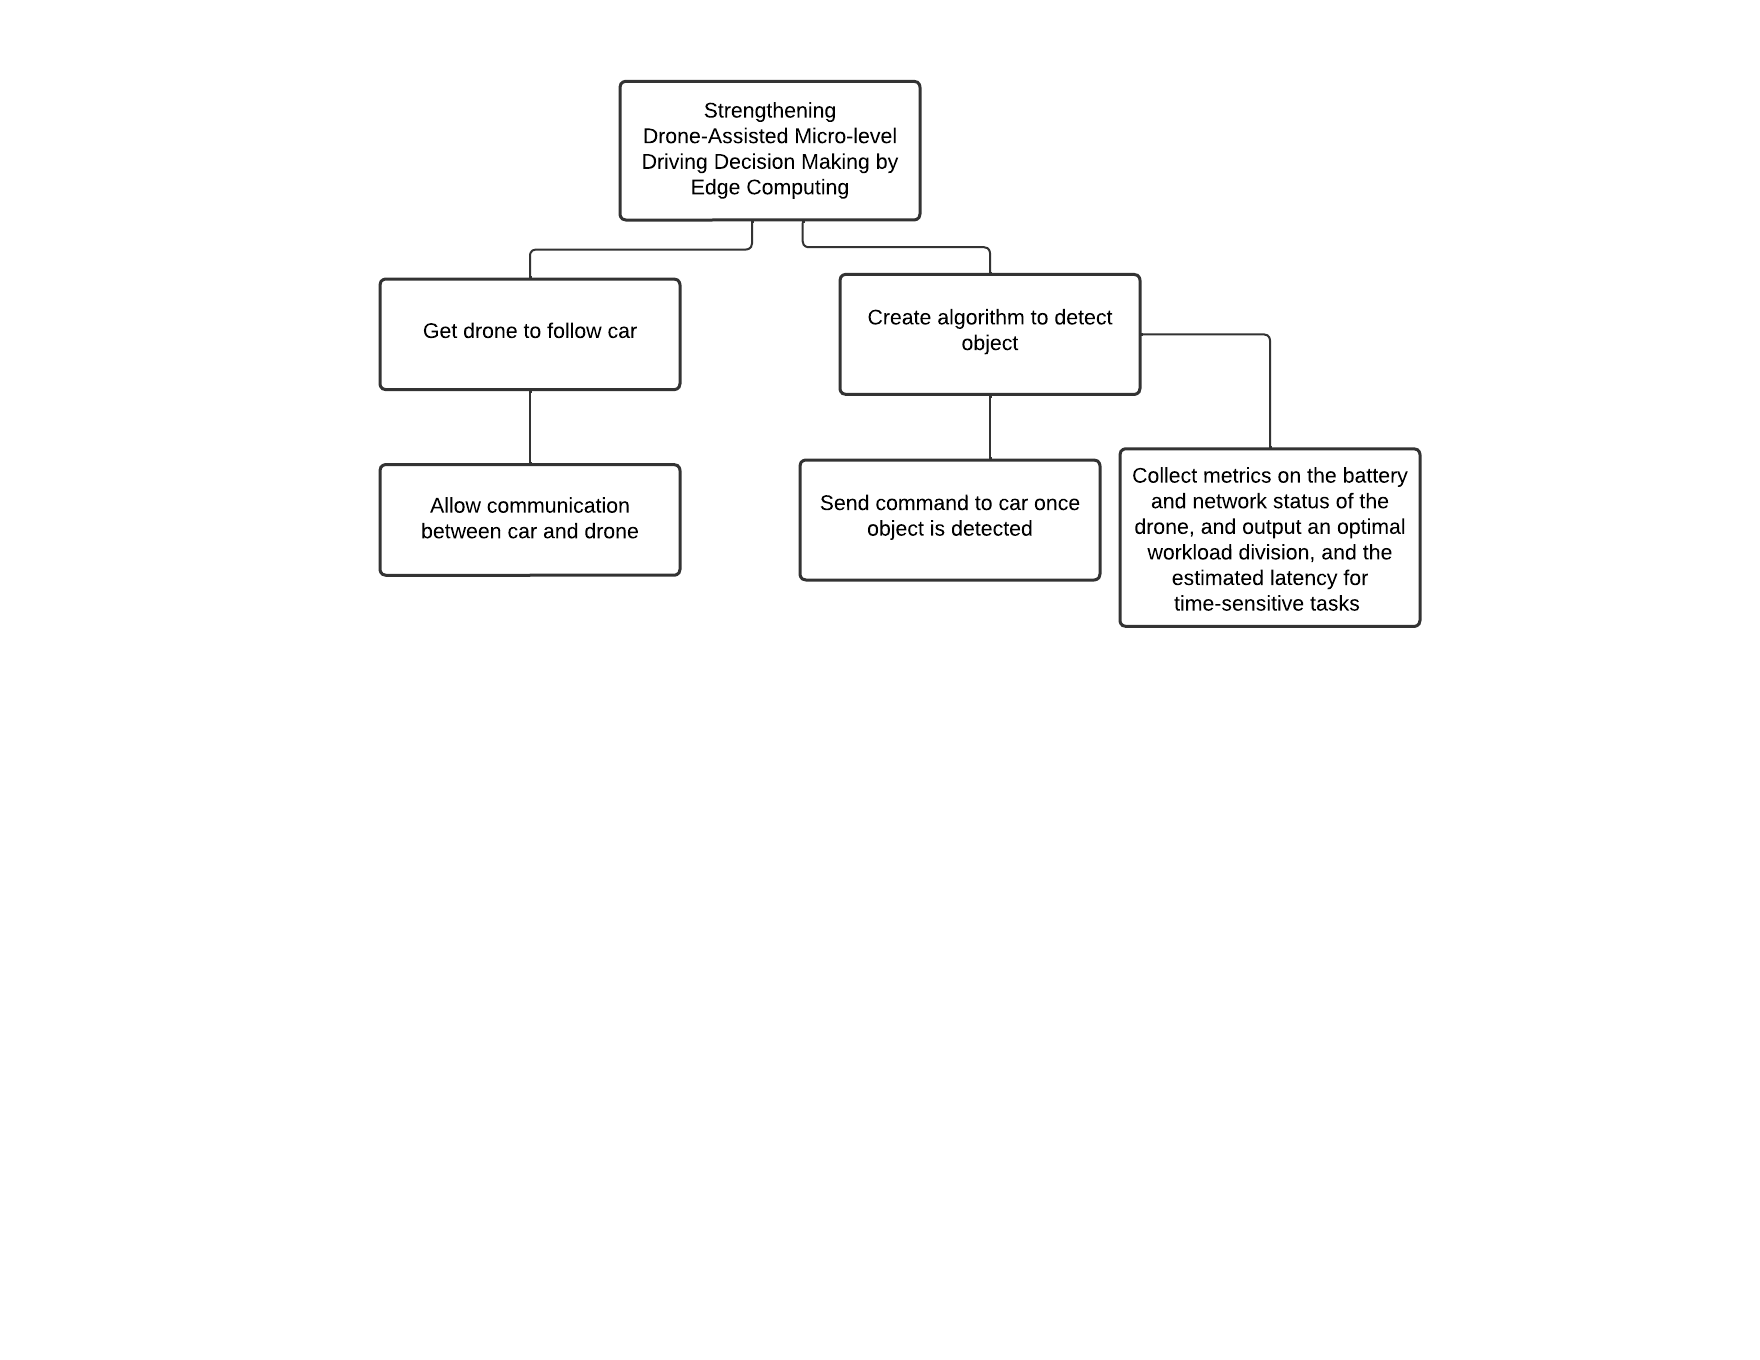 Strengthening
Drone-Assisted Micro-level
Driving Decision Making by
Edge Computing
Get drone to follow car
Create algorithm to detect
object
Allow communication
between car and drone
Send command to car once
object is detected
Collect metrics on the battery
and network status of the
drone, and output an optimal
workload division, and the
estimated latency for
time-sensitive tasks